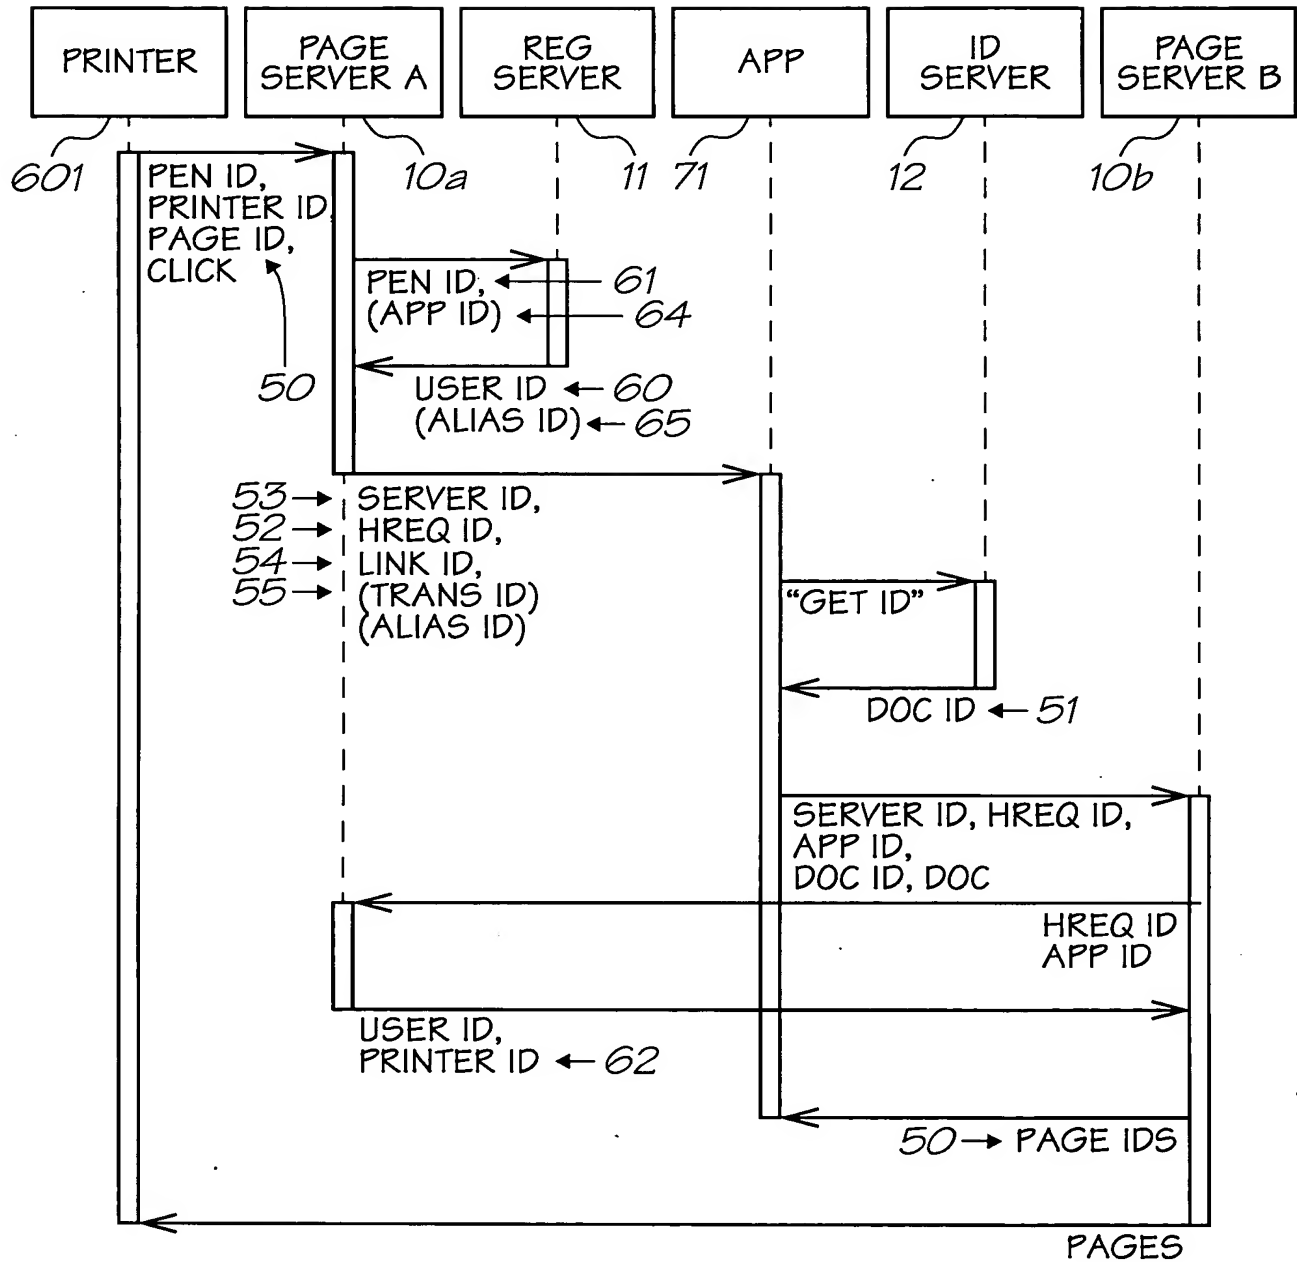 PRINTER
PAGE
SERVER A
REG
SERVER
APP
ID
SERVER
PAGE
SERVER B
601
10a
11
71
12
10b
PEN ID,
PRINTER ID
PAGE ID,
CLICK
50
PEN ID,
61
(APP ID)
64
USER ID
60
(ALIAS ID)
65
53
SERVER ID,
52
HREQ ID,
54
LINK ID,
55
(TRANS ID)
(ALIAS ID)
"GET ID"
DOC ID
51
SERVER ID, HREQ ID,
APP ID,
DOC ID, DOC
HREQ ID
APP ID
USER ID,
PRINTER ID
62
50
PAGE IDS
PAGES